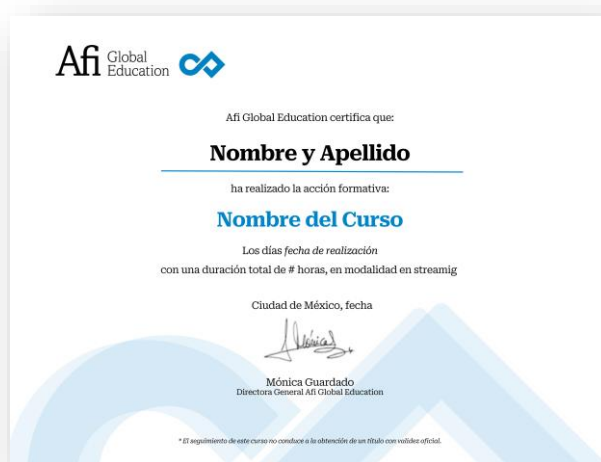 Afi Global
Education
Afi Global Education certifica que:
Nombre y Apellido
ha realizado la acción formativa:
Nombre del Curso
Los días fecha de realización
con una duración total de # horas, en modalidad en streamig
Ciudad de México, fecha
Mónica
Mónica Guardado
Directora General Afi Global Education
* El seguimiento de este curso no conduce a la obtención de un título con validez oficial.